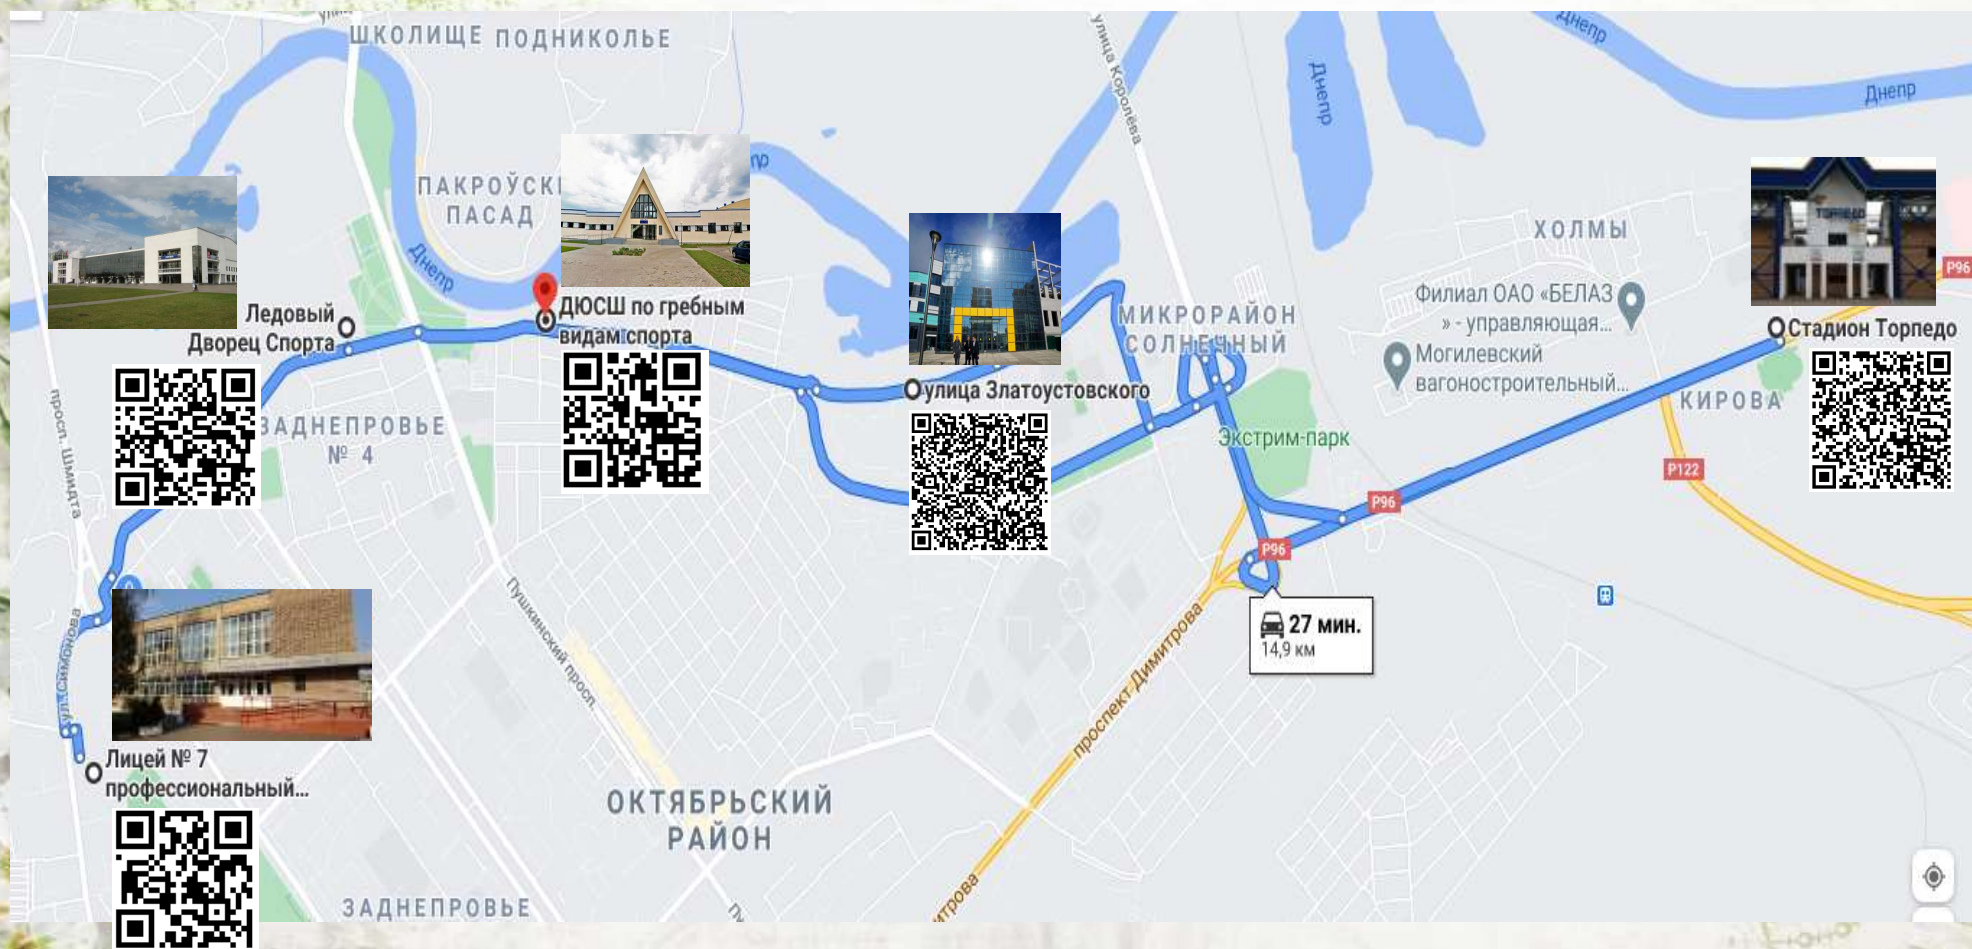 ШКОЛИЩЕ
ПОДНИКОЛЬЕ
улица Королёва
Днепр
Днепр
Днепр
ПАКРОЎСКІ
ПАСАД
Днепр
ХОЛМЫ
ТОРПЕДО
P96
Филиал ОАО «БЕЛАЗ
» - управляющая...
Ледовый
Дворец Спорта
ДЮСШ по гребным
видам спорта
МИКРОРАЙОН
СОЛНЕЧНЫЙ
Стадион Торпедо
Могилевский
вагоностроительный...
улица Златоустовского
КИРОВА
просп. Шмидта
ЗАДНЕПРОВЬЕ
№ 4
Экстрим-парк
P122
P96
P96
Пушкинский просп.
проспект Димитрова
27 мин.
14,9 км
ул. Симонова
Лицей № 7
профессиональный...
ОКТЯБРЬСКИЙ
РАЙОН
ЗАДНЕПРОВЬЕ